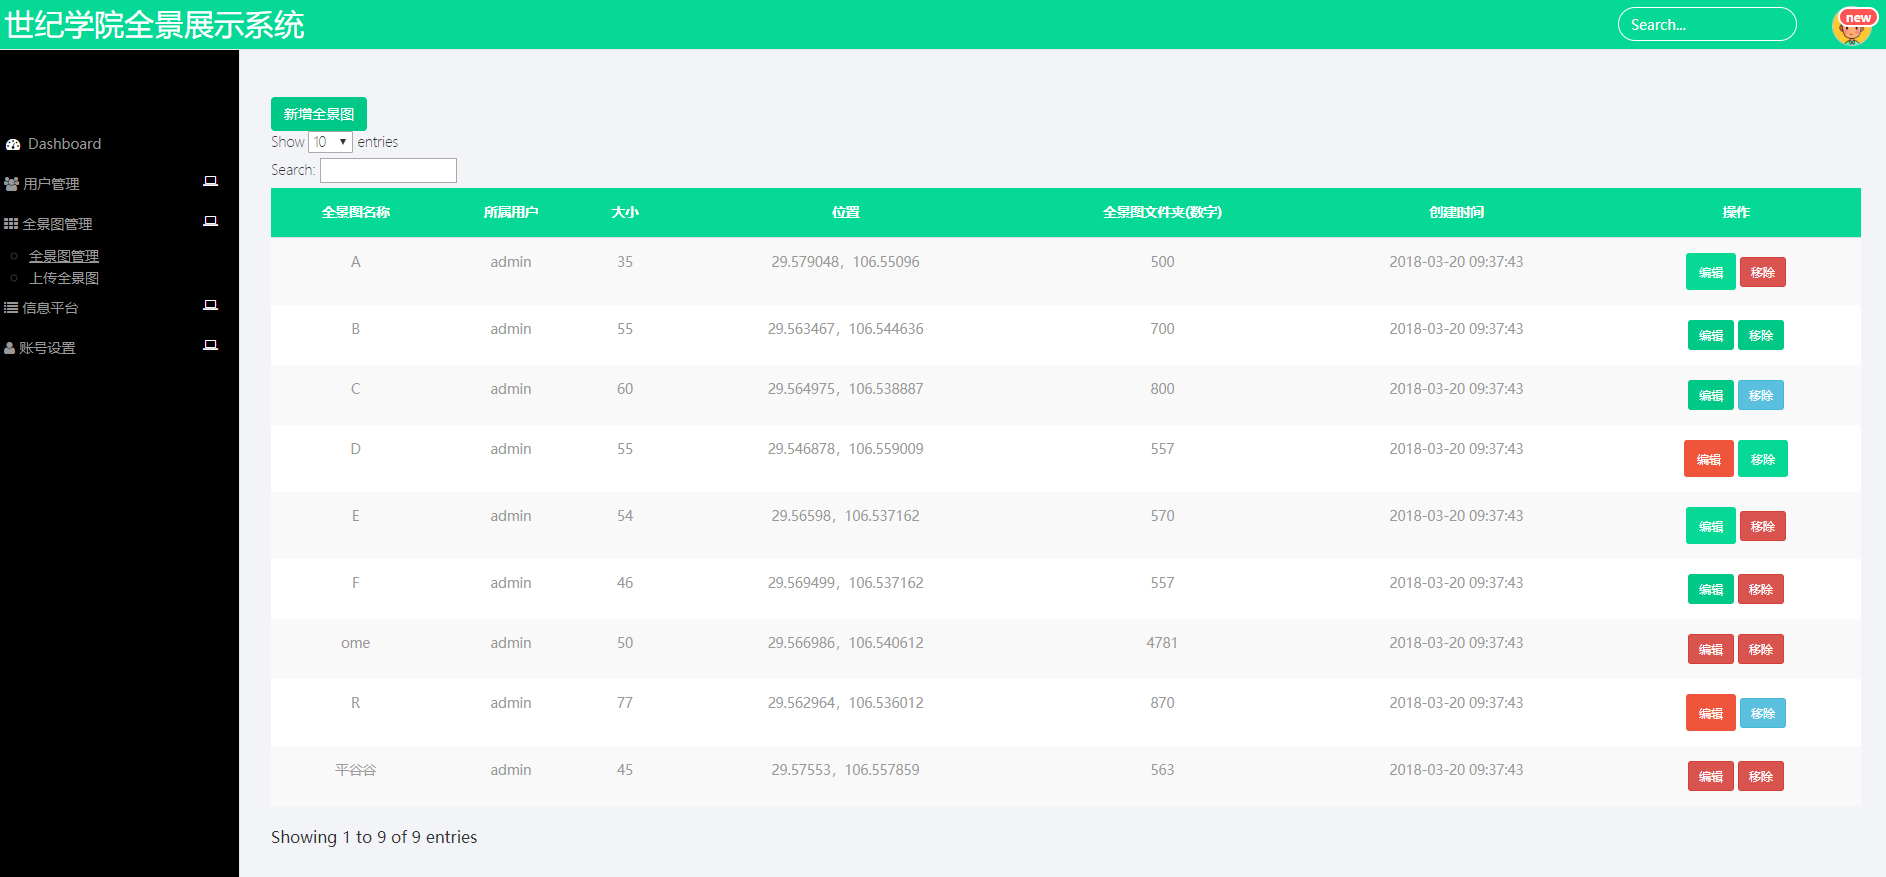 世纪学院全景展示系统
Search...
new
Dashboard
用户管理
全景图管理
全景图管理
上传全景图
信息平台
账号设置
新增全景图
Show 10 entries
Search:
全景图名称 所属用户 大小 位置 全景图文件夹(数字) 创建时间 操作
A admin 35 29.579048，106.55096 500 2018-03-20 09:37:43 编辑 移除
B admin 55 29.563467，106.544636 700 2018-03-20 09:37:43 编辑 移除
C admin 60 29.564975，106.538887 800 2018-03-20 09:37:43 编辑 移除
D admin 55 29.546878，106.559009 557 2018-03-20 09:37:43 编辑 移除
E admin 54 29.56598，106.537162 570 2018-03-20 09:37:43 编辑 移除
F admin 46 29.569499，106.537162 557 2018-03-20 09:37:43 编辑 移除
ome admin 50 29.566986，106.540612 4781 2018-03-20 09:37:43 编辑 移除
R admin 77 29.562964，106.536012 870 2018-03-20 09:37:43 编辑 移除
平谷谷 admin 45 29.57553，106.557859 563 2018-03-20 09:37:43 编辑 移除
Showing 1 to 9 of 9 entries